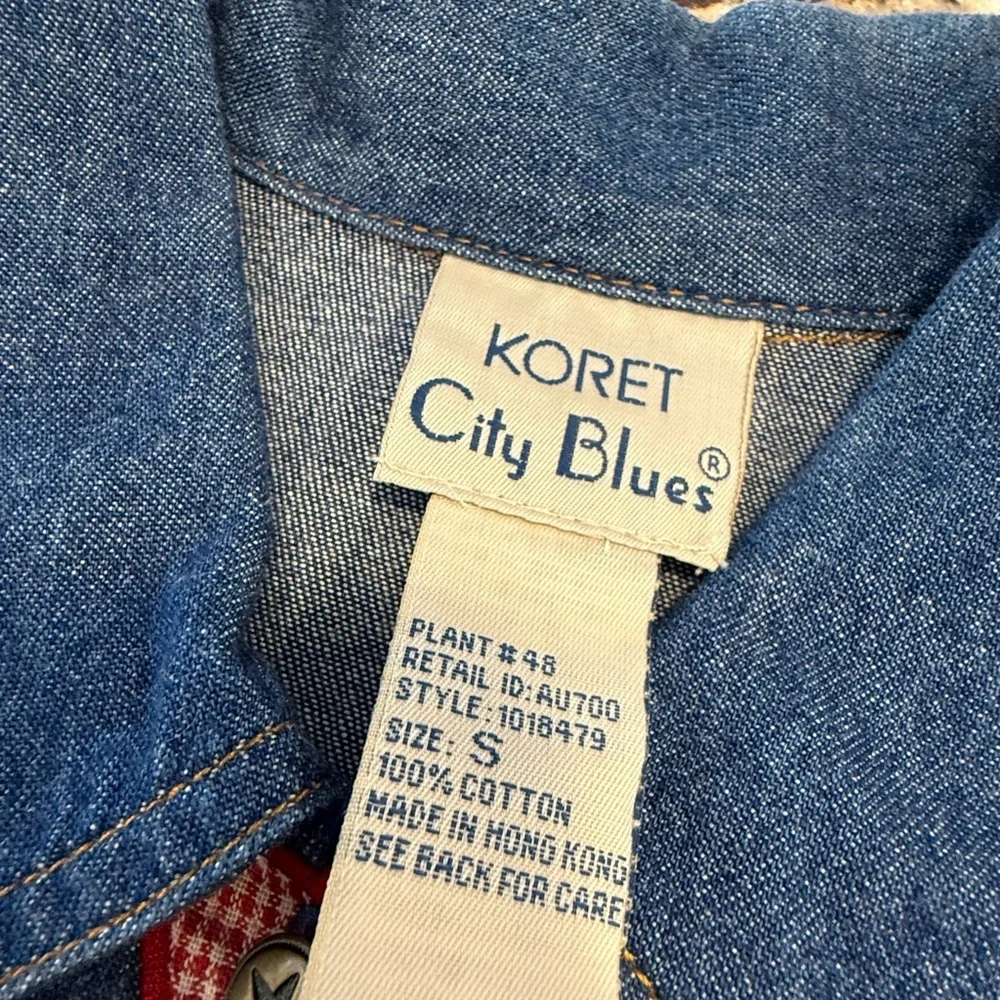 KORET
City Blues®
PLANT #48
RETAIL ID:AU700
STYLE:1018479
SIZE: S
100% COTTON
MADE IN HONG KONG
SEE BACK FOR CARE